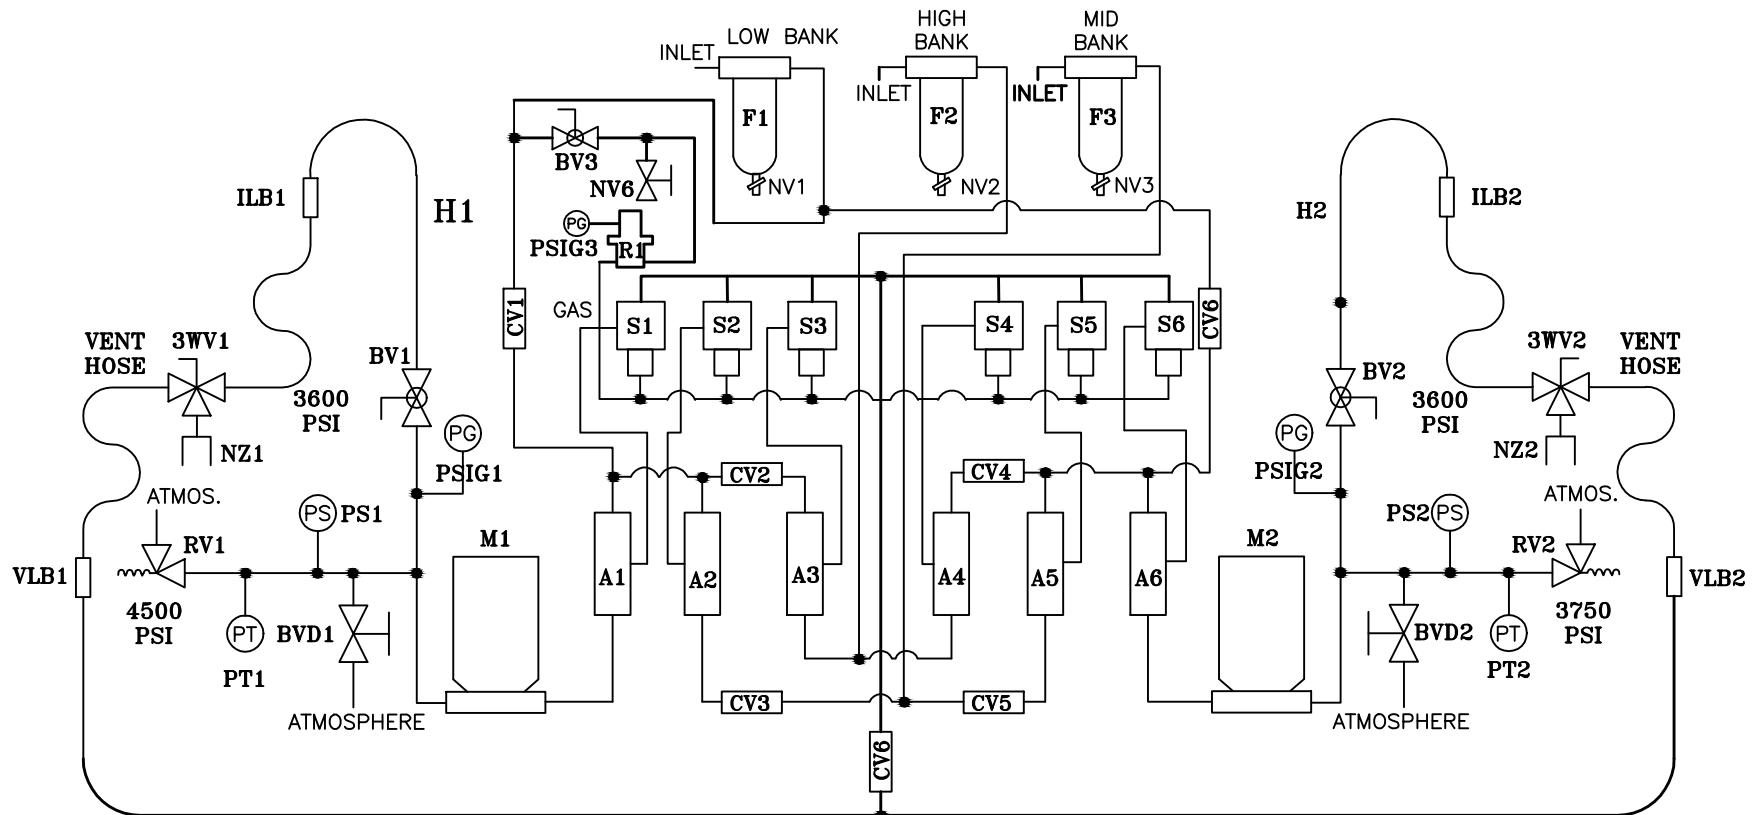 LOW BANK
HIGH
BANK
MID
BANK
INLET
INLET
INLET
F1
F2
F3
BV3
NV1
NV2
NV3
NV6
ILB1
H1
PG
PSIG3
R1
H2
ILB2
GAS
CV1
S1
S2
S3
S4
S5
S6
CV6
VENT
HOSE
3WV1
BV1
3600
PSI
BV2
3WV2
VENT
HOSE
3600
PSI
NZ1
PG
PSIG1
PG
PSIG2
NZ2
CV2
CV4
ATMOS.
ATMOS.
PS
PS1
PS2
PS
RV1
M1
M2
RV2
VLB1
A1
A2
A3
A4
A5
A6
VLB2
4500
PSI
PT
BVD1
PT1
BVD2
PT
PT2
3750
PSI
CV3
CV5
ATMOSPHERE
ATMOSPHERE
CV6